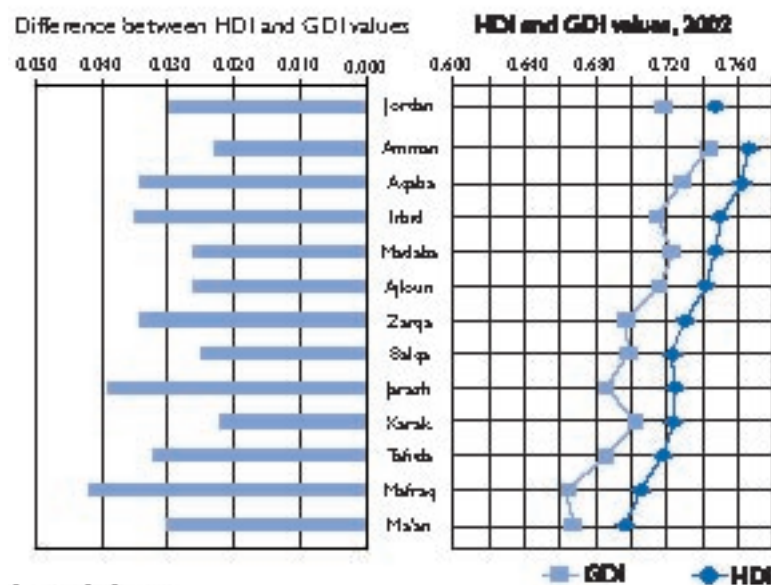 Difference between HDI and GDI values
HDI and GDI values, 2002
0.050 0.040 0.030 0.020 0.010 0.000
0.600 0.640 0.680 0.720 0.760
Jordan
Amman
Aqaba
Irbid
Madaba
Ajloun
Zarqa
Balqa
Jarash
Karak
Tafiela
Mafraq
Ma'an
GDI HDI